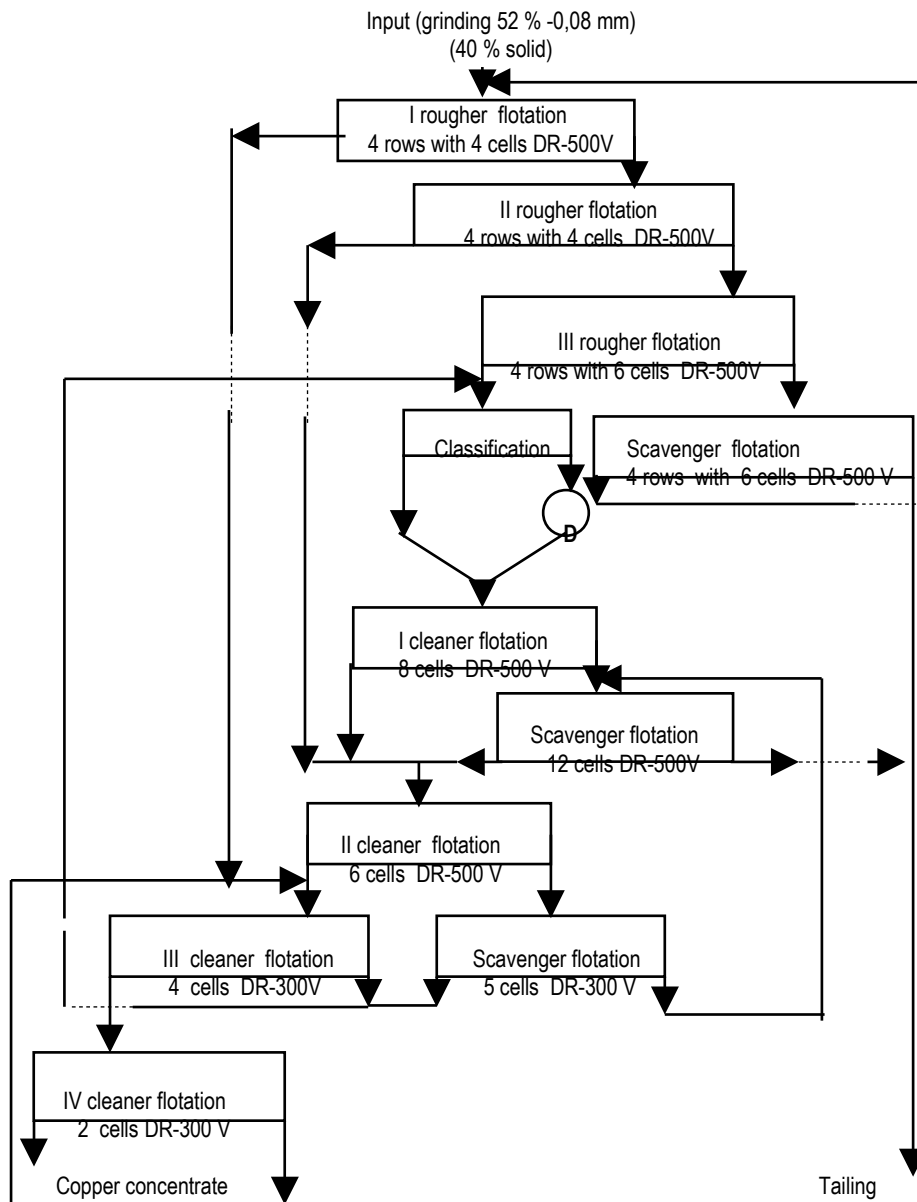 Input (grinding 52 % -0,08 mm)
(40 % solid)
I rougher flotation
4 rows with 4 cells DR-500V
II rougher flotation
4 rows with 4 cells DR-500V
III rougher flotation
4 rows with 6 cells DR-500V
Classification
Scavenger flotation
4 rows with 6 cells DR-500 V
D
I cleaner flotation
8 cells DR-500 V
Scavenger flotation
12 cells DR-500V
II cleaner flotation
6 cells DR-500 V
III cleaner flotation
4 cells DR-300V
Scavenger flotation
5 cells DR-300 V
IV cleaner flotation
2 cells DR-300 V
Copper concentrate
Tailing